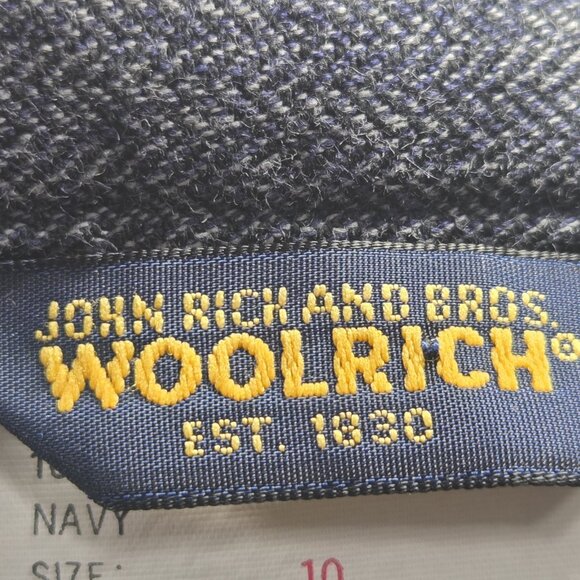 JOHN RICH AND BROS.
WOOLRICH®
EST. 1830
NAVY
SIZE: 10